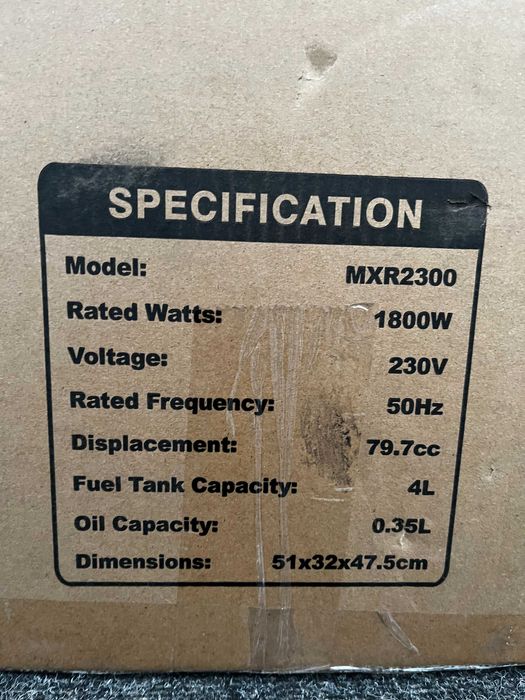 SPECIFICATION
Model: MXR2300
Rated Watts: 1800W
Voltage: 230V
Rated Frequency: 50Hz
Displacement: 79.7cc
Fuel Tank Capacity: 4L
Oil Capacity: 0.35L
Dimensions: 51x32x47.5cm